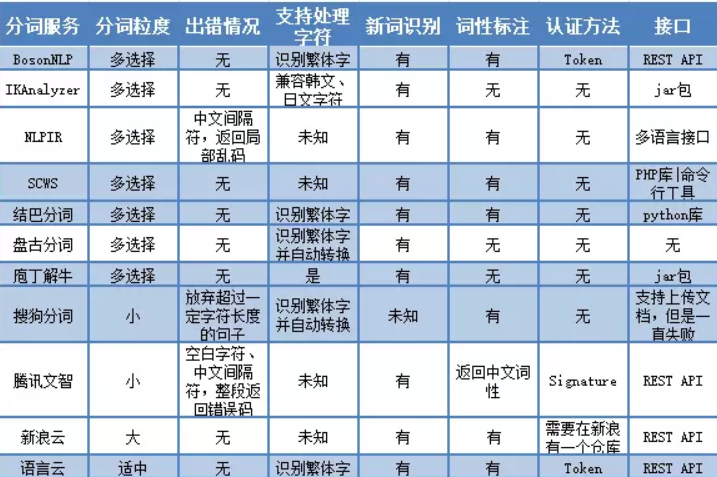 分词服务 分词粒度 出错情况 支持处理字符 新词识别 词性标注 认证方法 接口
BosonNLP 多选择 无 识别繁体字 有 有 Token REST API
IKAnalyzer 多选择 无 兼容韩文、日文字符 有 无 无 jar包
NLPIR 多选择 中文间隔符，返回局部乱码 未知 有 有 无 多语言接口
SCWS 多选择 无 未知 有 有 无 PHP库|命令行工具
结巴分词 多选择 无 识别繁体字 有 有 无 python库
盘古分词 多选择 无 识别繁体字并自动转换 有 无 无 无
庖丁解牛 多选择 无 是 有 无 无 jar包
搜狗分词 小 放弃超过一定字符长度的句子 识别繁体字并自动转换 未知 有 无 支持上传文档，但是一直失败
腾讯文智 小 空白字符、中文间隔符，整段返回错误码 未知 有 返回中文词性 Signature REST API
新浪云 大 无 未知 有 有 需要在新浪有一个仓库 REST API
语言云 适中 无 识别繁体字 有 有 Token REST API